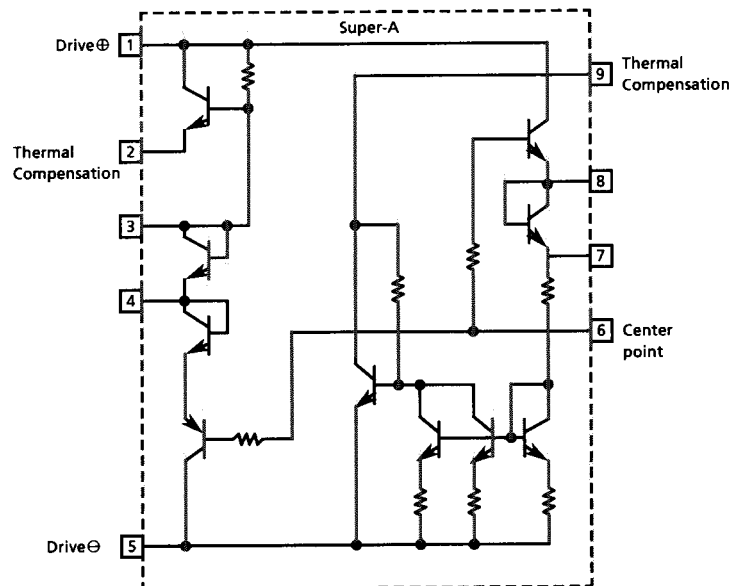 Super-A
Drive⊕ 1
9 Thermal
Compensation
2
Thermal
Compensation
8
3
7
4
6 Center
point
Drive⊖ 5